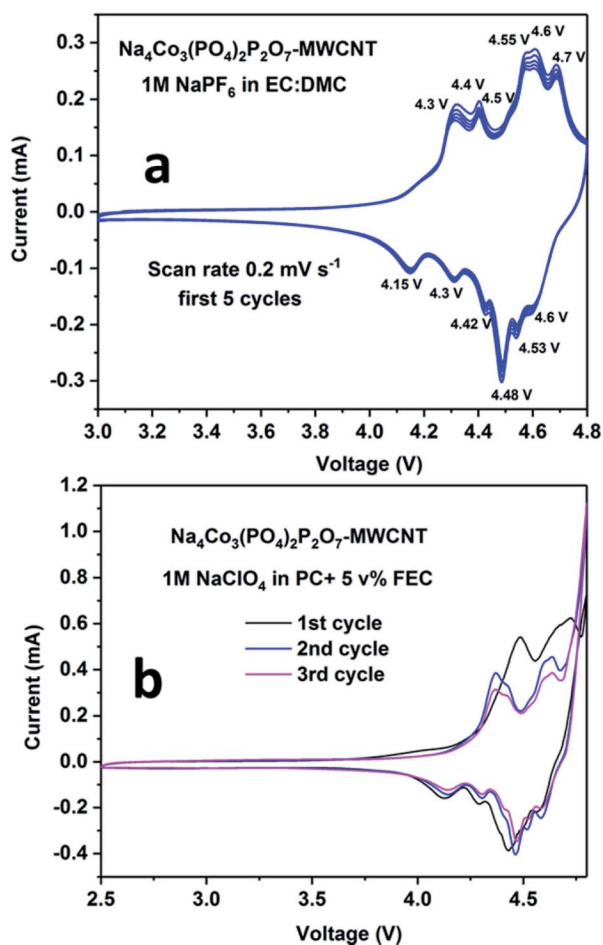 Na₄Co₃(PO₄)₂P₂O₇-MWCNT
1M NaPF₆ in EC:DMC
a
Scan rate 0.2 mV s⁻¹
first 5 cycles
4.3 V
4.4 V
4.5 V
4.55 V
4.6 V
4.7 V
4.15 V
4.3 V
4.42 V
4.48 V
4.53 V
4.6 V
Current (mA)
0.3
0.2
0.1
0.0
-0.1
-0.2
-0.3
3.0 3.2 3.4 3.6 3.8 4.0 4.2 4.4 4.6 4.8
Voltage (V)
Na₄Co₃(PO₄)₂P₂O₇-MWCNT
1M NaClO₄ in PC+ 5 v% FEC
1st cycle
2nd cycle
3rd cycle
b
Current (mA)
1.2
1.0
0.8
0.6
0.4
0.2
0.0
-0.2
-0.4
2.5 3.0 3.5 4.0 4.5
Voltage (V)